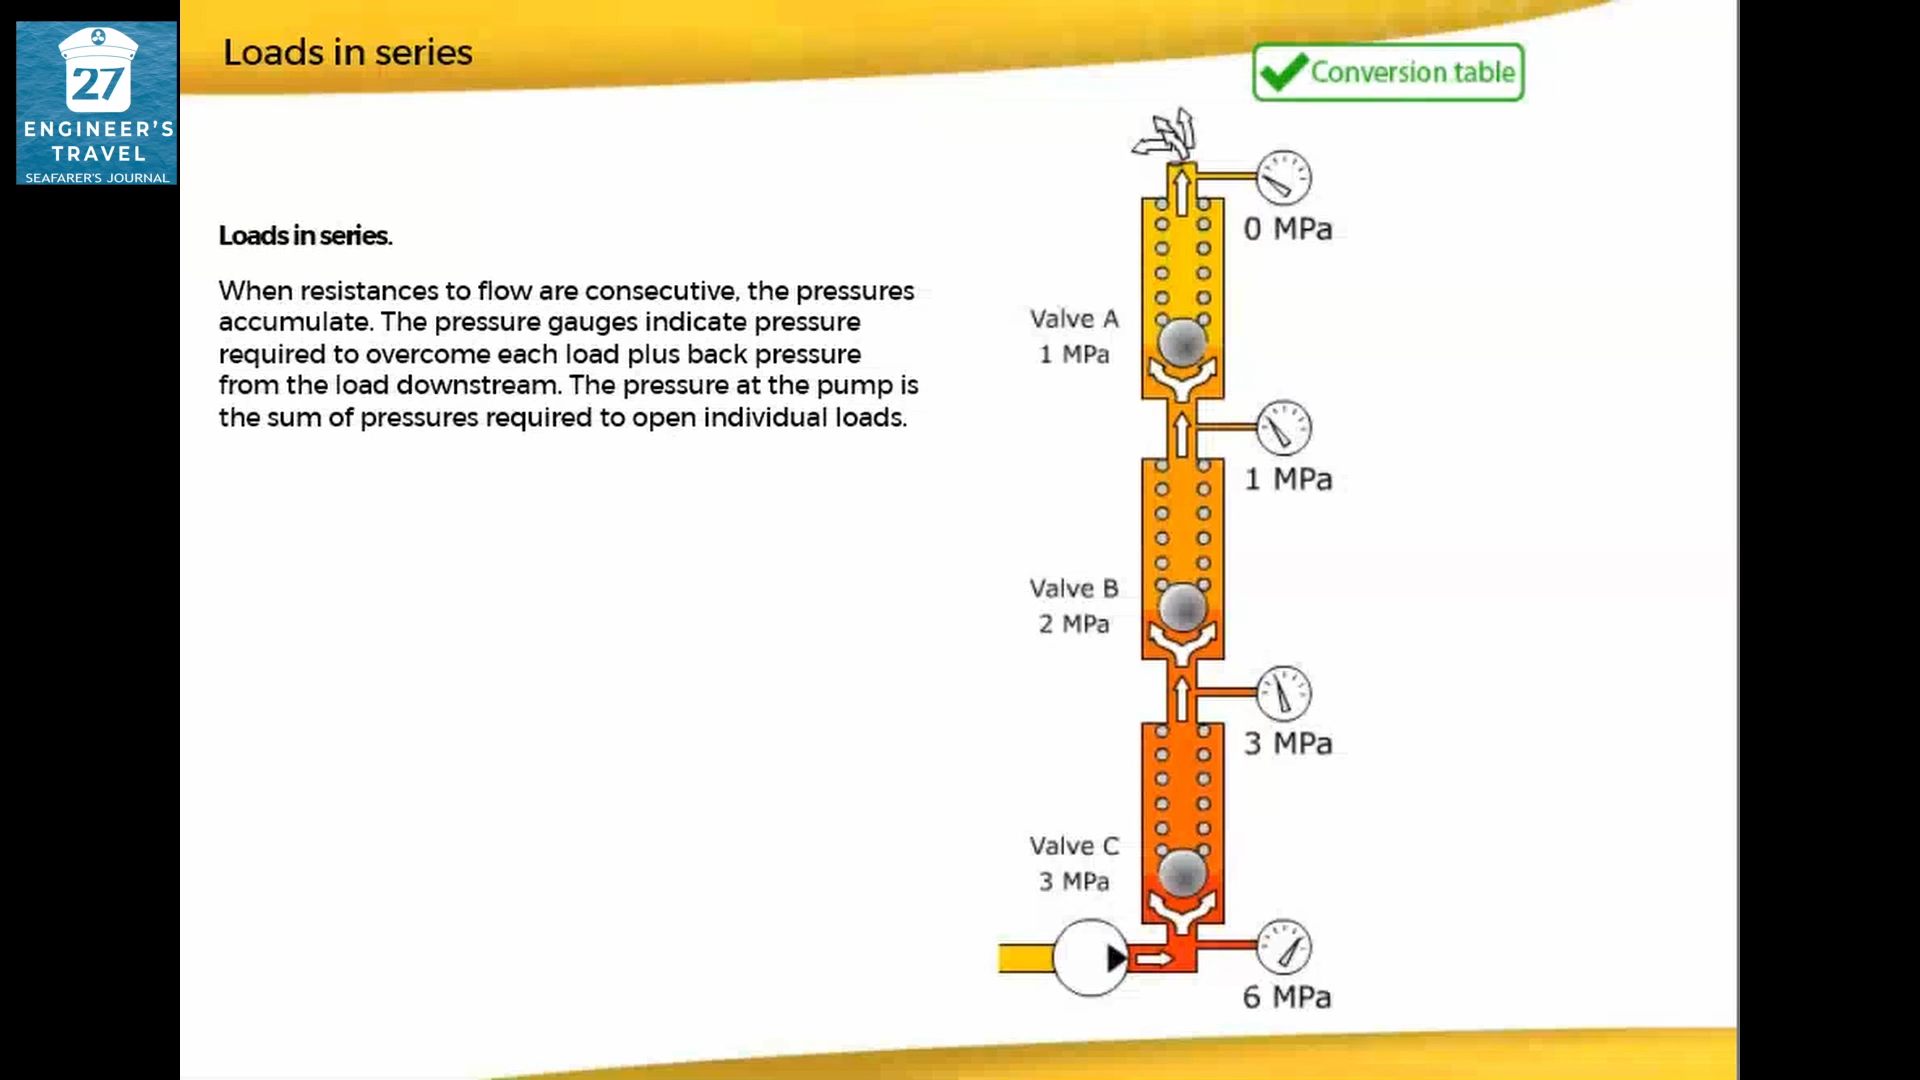 27
ENGINEER'S
TRAVEL
SEAFARER'S JOURNAL
Loads in series
Conversion table
Loads in series.
When resistances to flow are consecutive, the pressures
accumulate. The pressure gauges indicate pressure
required to overcome each load plus back pressure
from the load downstream. The pressure at the pump is
the sum of pressures required to open individual loads.
0 MPa
Valve A
1 MPa
1 MPa
Valve B
2 MPa
3 MPa
Valve C
3 MPa
6 MPa